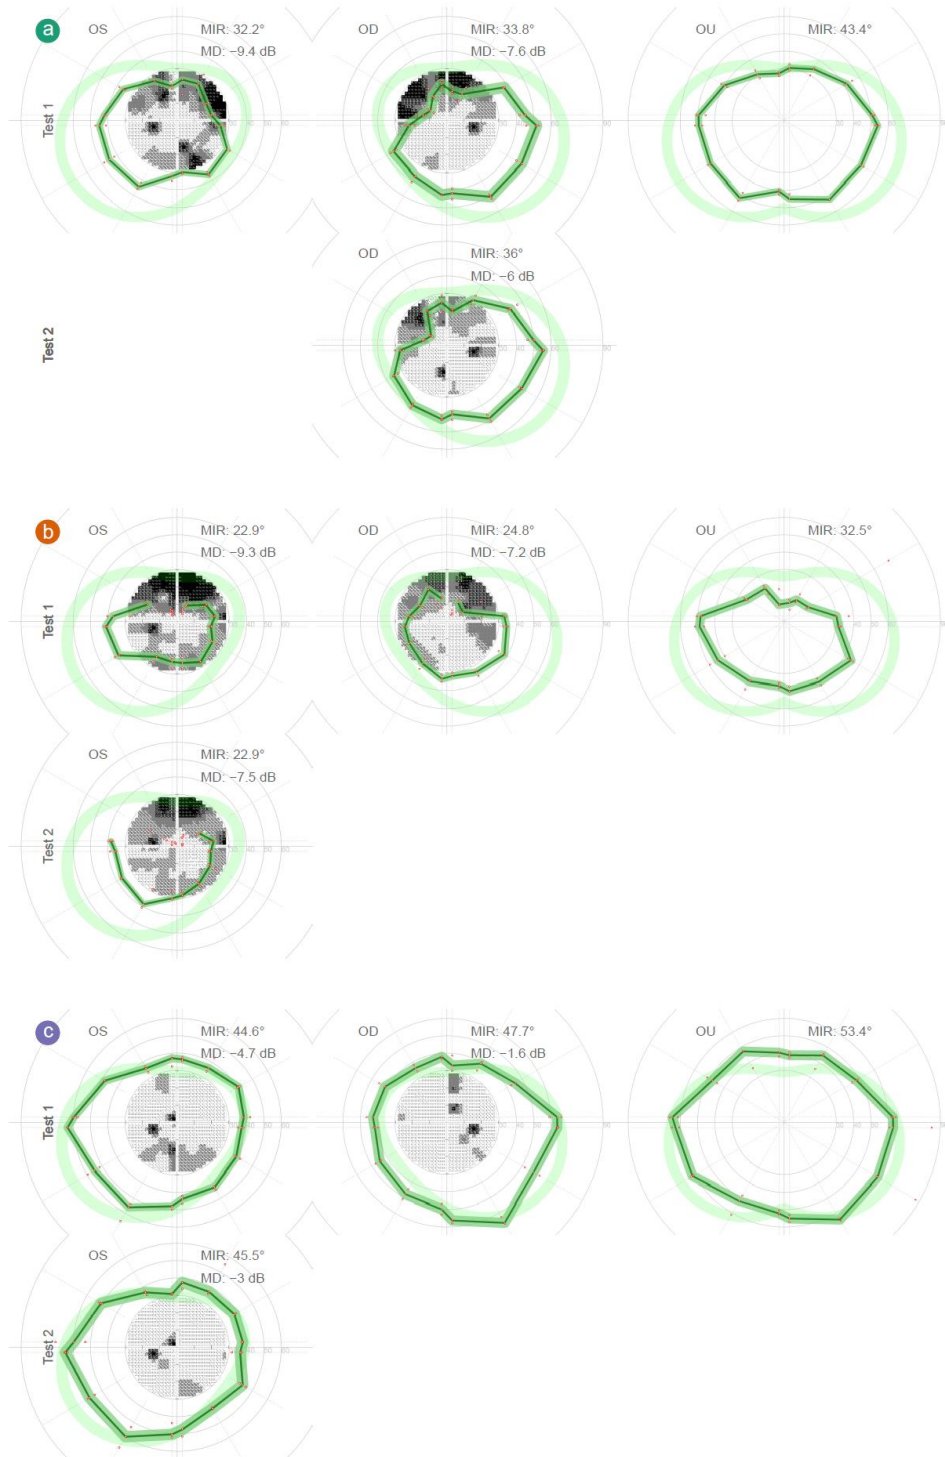 a
OS
MIR: 32.2°
MD: −9.4 dB
OD
MIR: 33.8°
MD: −7.6 dB
OU
MIR: 43.4°
Test 1
OD
MIR: 36°
MD: −6 dB
Test 2
b
OS
MIR: 22.9°
MD: −9.3 dB
OD
MIR: 24.8°
MD: −7.2 dB
OU
MIR: 32.5°
Test 1
OS
MIR: 22.9°
MD: −7.5 dB
Test 2
c
OS
MIR: 44.6°
MD: −4.7 dB
OD
MIR: 47.7°
MD: −1.6 dB
OU
MIR: 53.4°
Test 1
OS
MIR: 45.5°
MD: −3 dB
Test 2